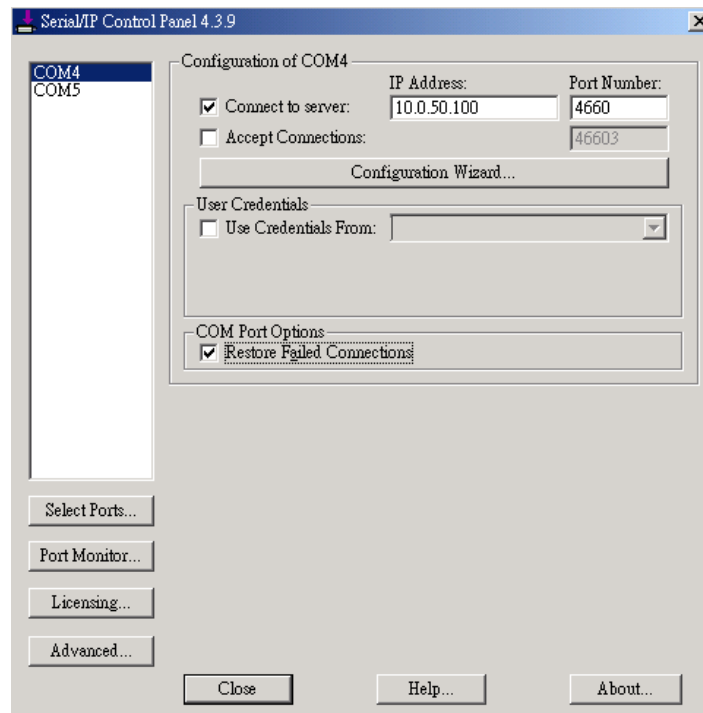 Serial/IP Control Panel 4.3.9
COM4
COM5
Configuration of COM4
IP Address: Port Number:
Connect to server: 10.0.50.100 4660
Accept Connections: 46603
Configuration Wizard...
User Credentials
Use Credentials From:
COM Port Options
Restore Failed Connections
Select Ports...
Port Monitor...
Licensing...
Advanced...
Close Help... About...